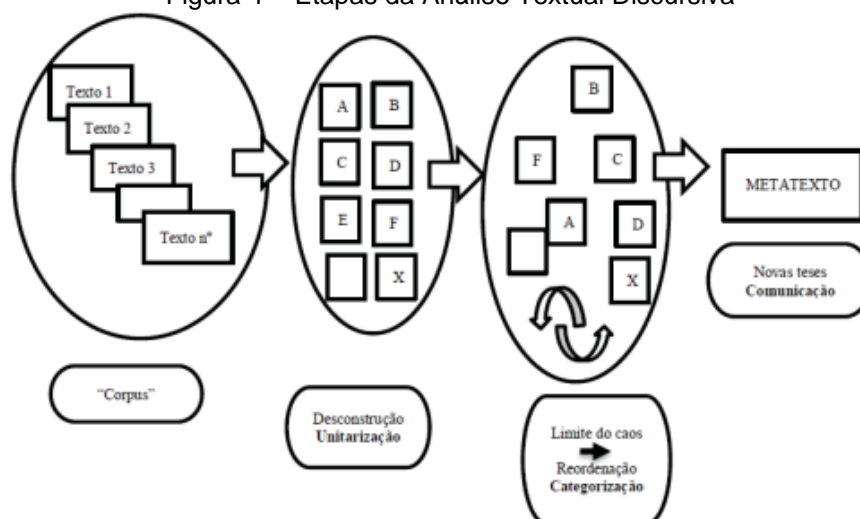 Figura 1 – Etapas da Análise Textual Discursiva
Texto 1
Texto 2
Texto 3
Texto nº
A
B
C
D
E
F
X
B
F
C
A
D
X
METATEXTO
Novas teses
Comunicação
"Corpus"
Desconstrução
Unitarização
Limite do caos
Reordenação
Categorização